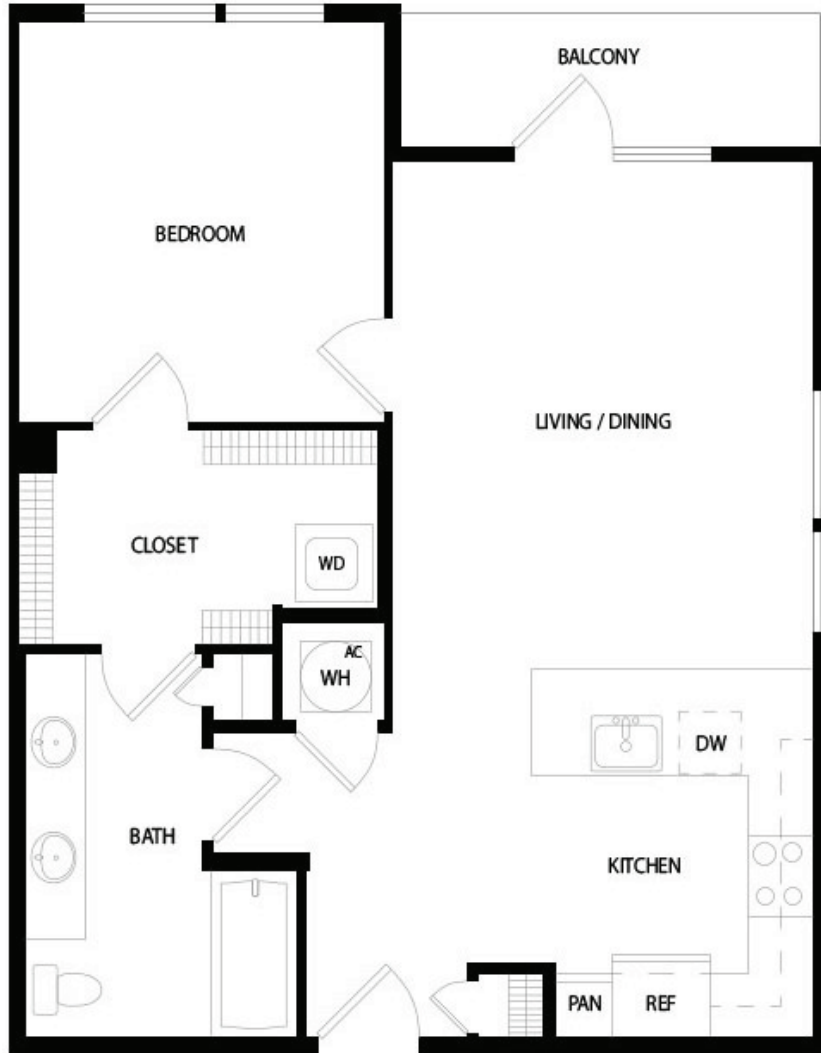 BALCONY
BEDROOM
LIVING / DINING
CLOSET
WD
AC
WH
DW
BATH
KITCHEN
PAN
REF